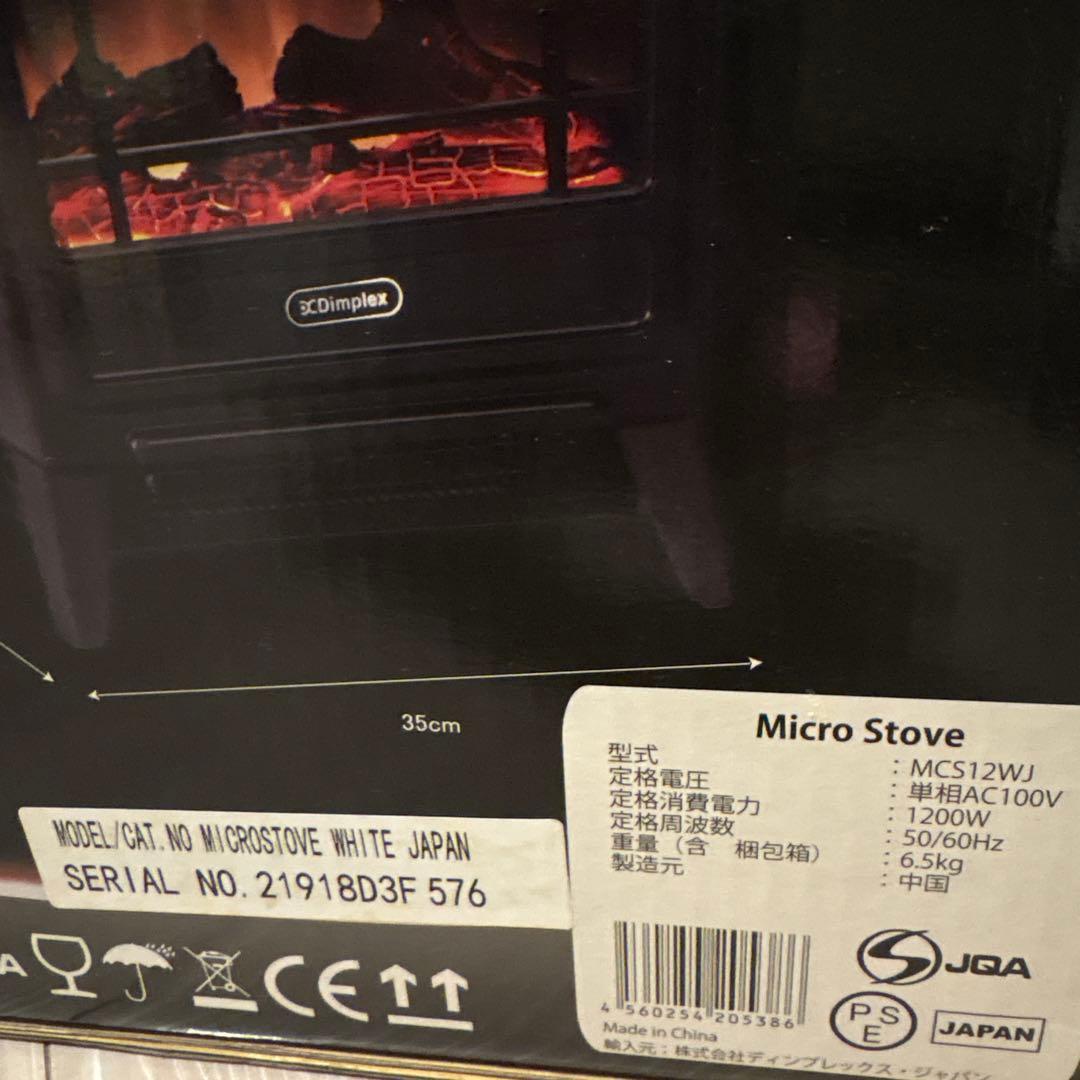 Dimplex
35cm
Micro Stove
型式 : MCS12WJ
定格電圧 : 単相AC100V
定格消費電力 : 1200W
定格周波数 : 50/60Hz
重量（含 梱包箱） : 6.5kg
製造元 : 中国
MODEL/CAT.NO MICROSTOVE WHITE JAPAN
SERIAL NO. 21918D3F 576
A
CE
4 560254 205386
JQA
PSE
JAPAN
Made in China
輸入元：株式会社ディンプレックス・ジャパン